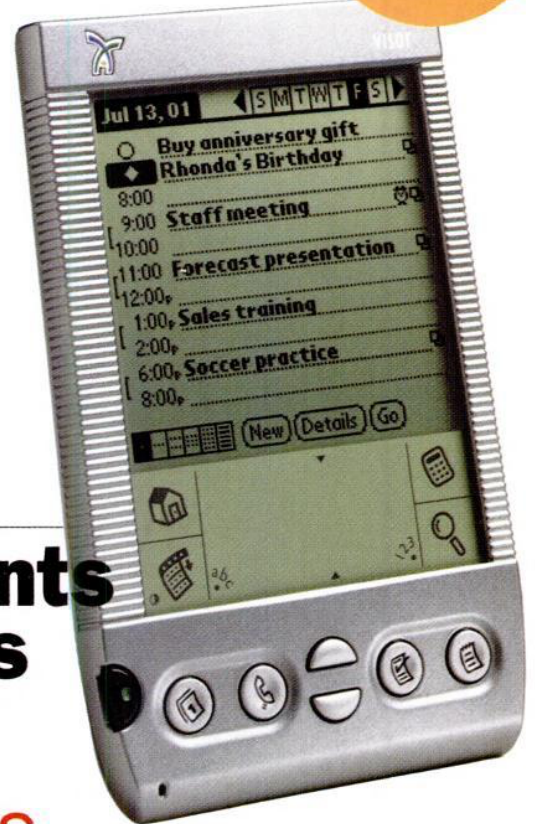 VISOR
Jul 13, 01 S M T W T F S
Buy anniversary gift
Rhonda's Birthday
8:00
9:00 Staff meeting
10:00
11:00 Forecast presentation
12:00p
1:00p Sales training
2:00p
6:00p Soccer practice
8:00p
New Details Go
abc 123
nts
s
1